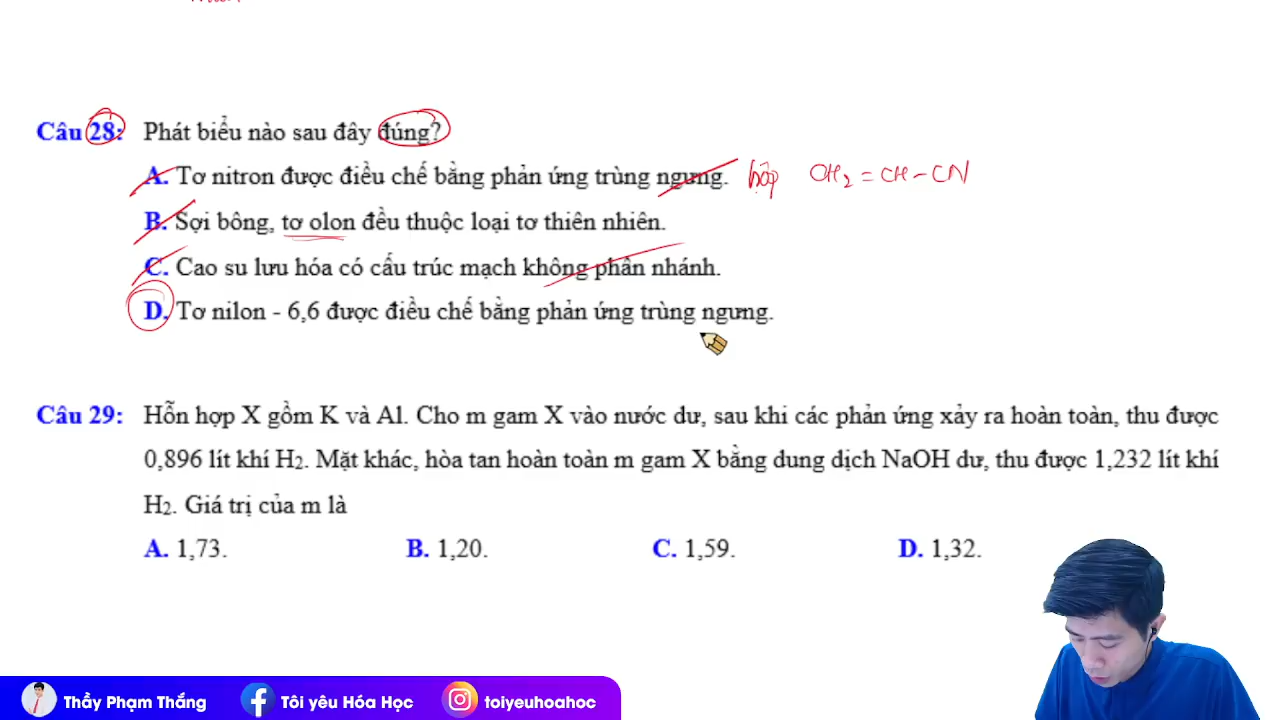 Câu 28: Phát biểu nào sau đây đúng?
A. Tơ nitron được điều chế bằng phản ứng trùng ngưng. hợp CH2 = CH - CN
B. Sợi bông, tơ olon đều thuộc loại tơ thiên nhiên.
C. Cao su lưu hóa có cấu trúc mạch không phân nhánh.
D. Tơ nilon - 6,6 được điều chế bằng phản ứng trùng ngưng.
Câu 29: Hỗn hợp X gồm K và Al. Cho m gam X vào nước dư, sau khi các phản ứng xảy ra hoàn toàn, thu được
0,896 lít khí H2. Mặt khác, hòa tan hoàn toàn m gam X bằng dung dịch NaOH dư, thu được 1,232 lít khí
H2. Giá trị của m là
A. 1,73. B. 1,20. C. 1,59. D. 1,32.
Thầy Phạm Thắng Tôi yêu Hóa Học toiyeuhoahoc